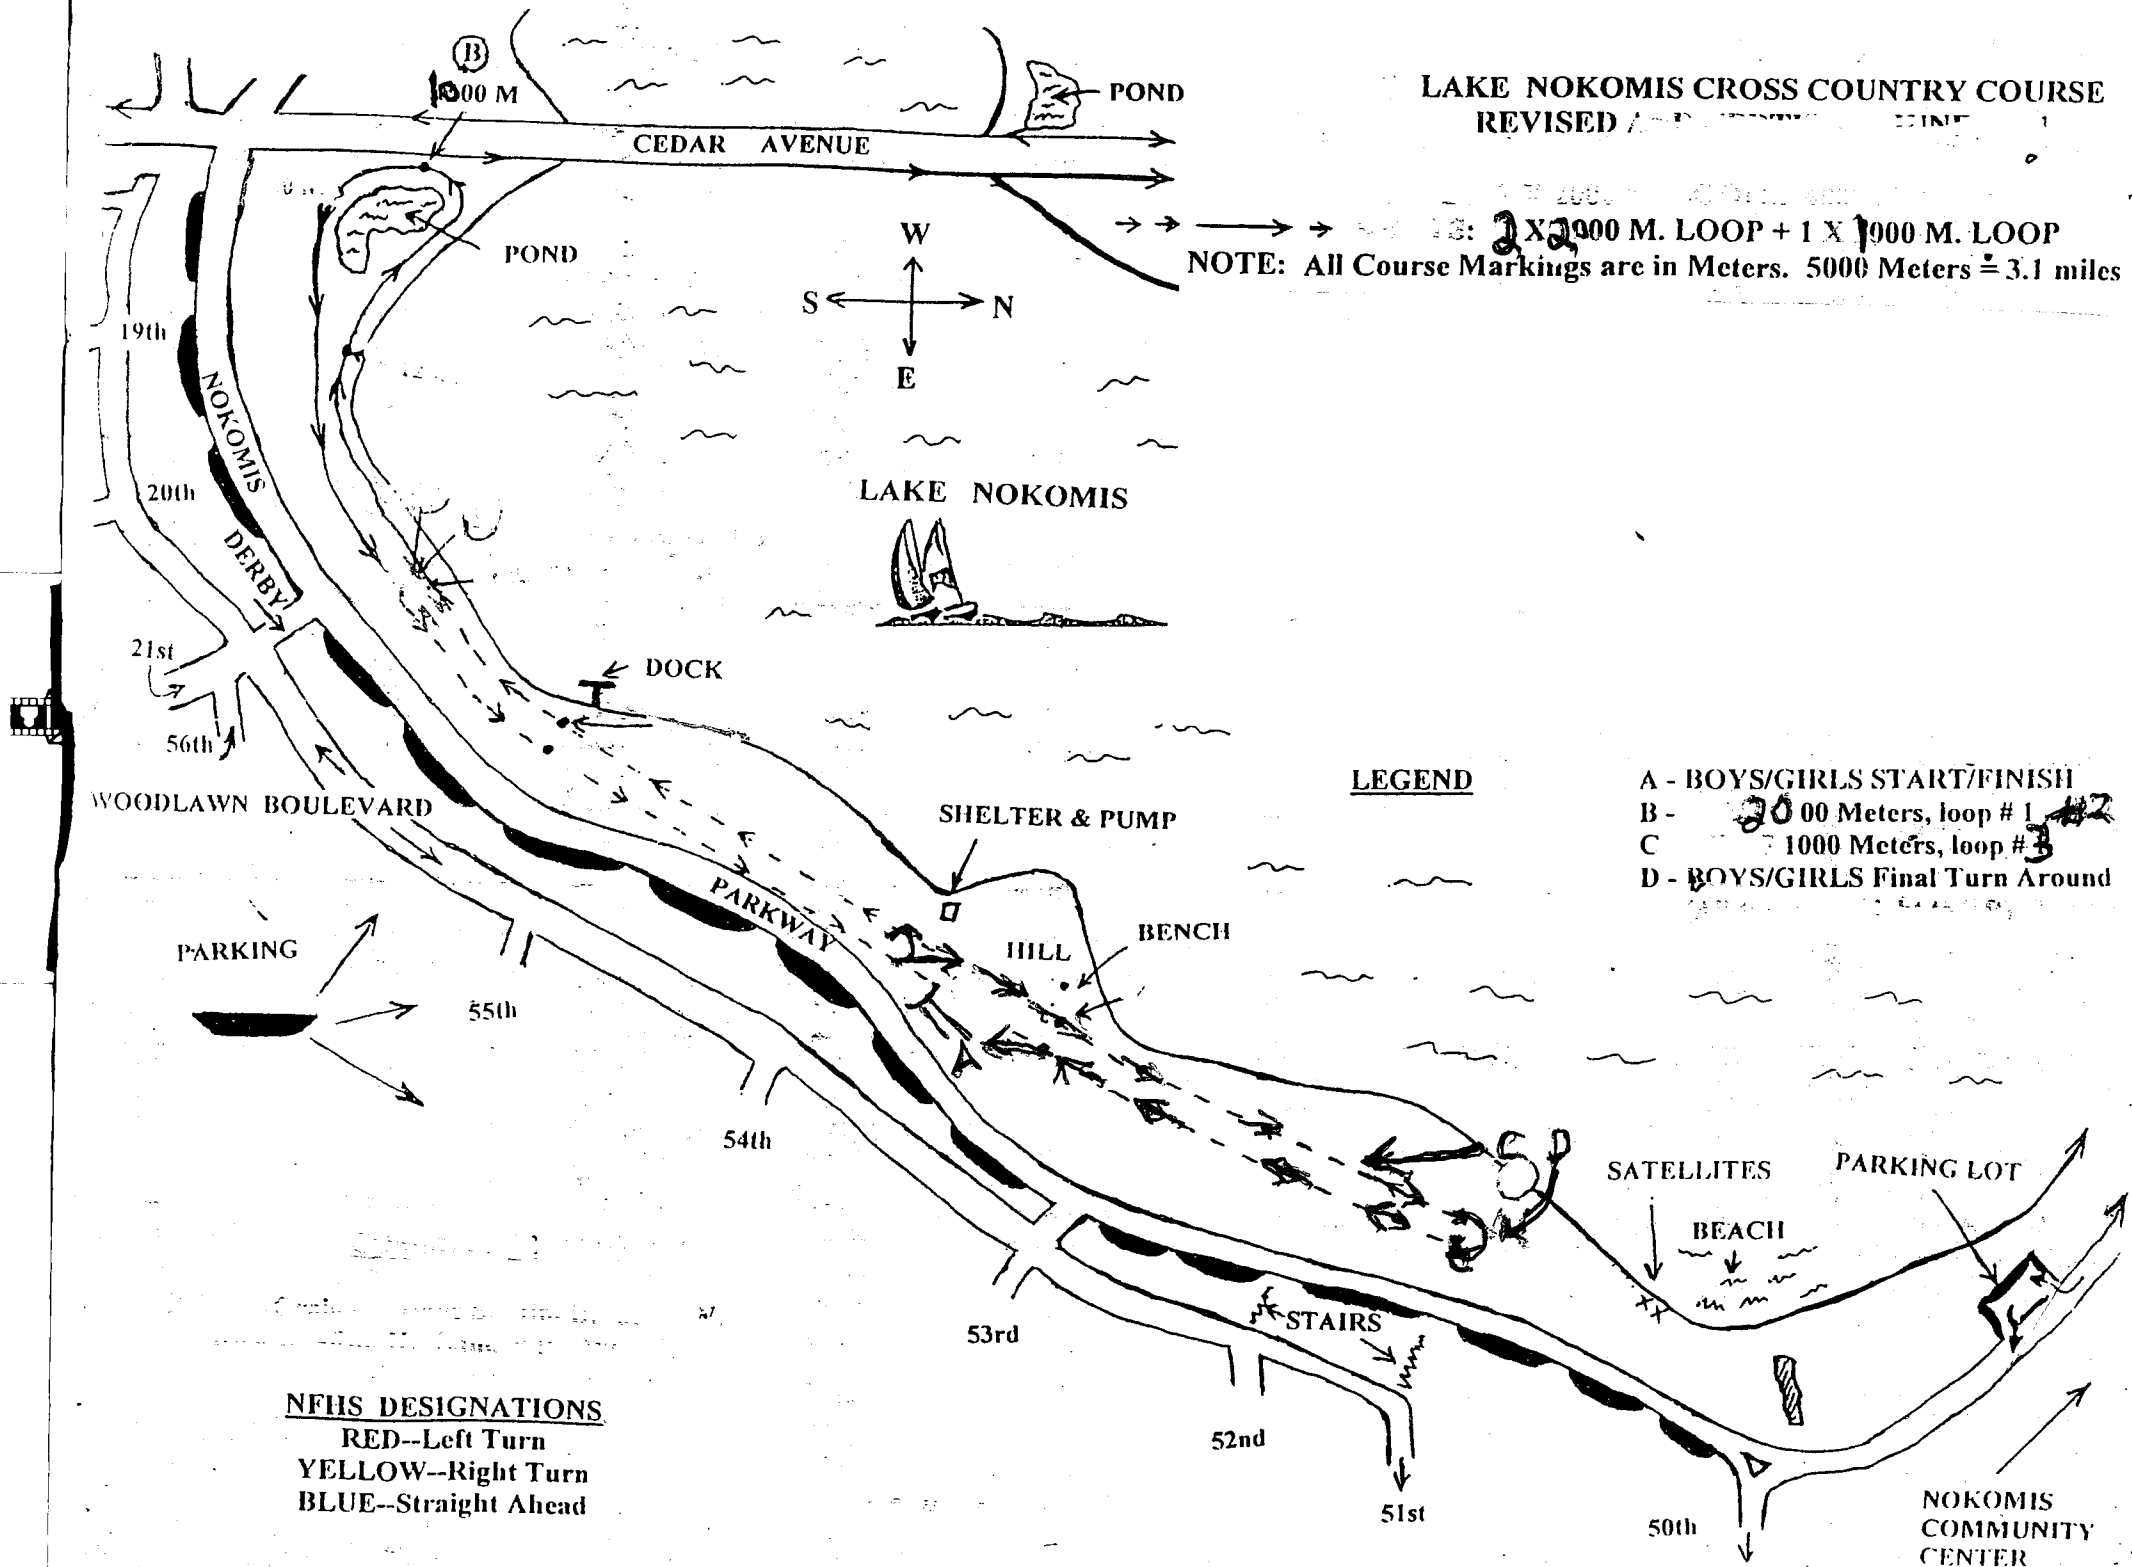 B
1000 M
POND
LAKE NOKOMIS CROSS COUNTRY COURSE
REVISED
CEDAR AVENUE
2 X 2000 M. LOOP + 1 X 1000 M. LOOP
NOTE: All Course Markings are in Meters. 5000 Meters ≐ 3.1 miles
POND
W
S
N
E
19th
NOKOMIS
20th
LAKE NOKOMIS
DERBY
21st
DOCK
56th
WOODLAWN BOULEVARD
SHELTER & PUMP
LEGEND
A - BOYS/GIRLS START/FINISH
B - 2000 Meters, loop # 1, #2
C 1000 Meters, loop # 3
D - BOYS/GIRLS Final Turn Around
PARKWAY
PARKING
HILL
BENCH
55th
A
54th
C D
SATELLITES
PARKING LOT
BEACH
STAIRS
53rd
NFHS DESIGNATIONS
RED--Left Turn
YELLOW--Right Turn
BLUE--Straight Ahead
52nd
51st
50th
NOKOMIS
COMMUNITY
CENTER